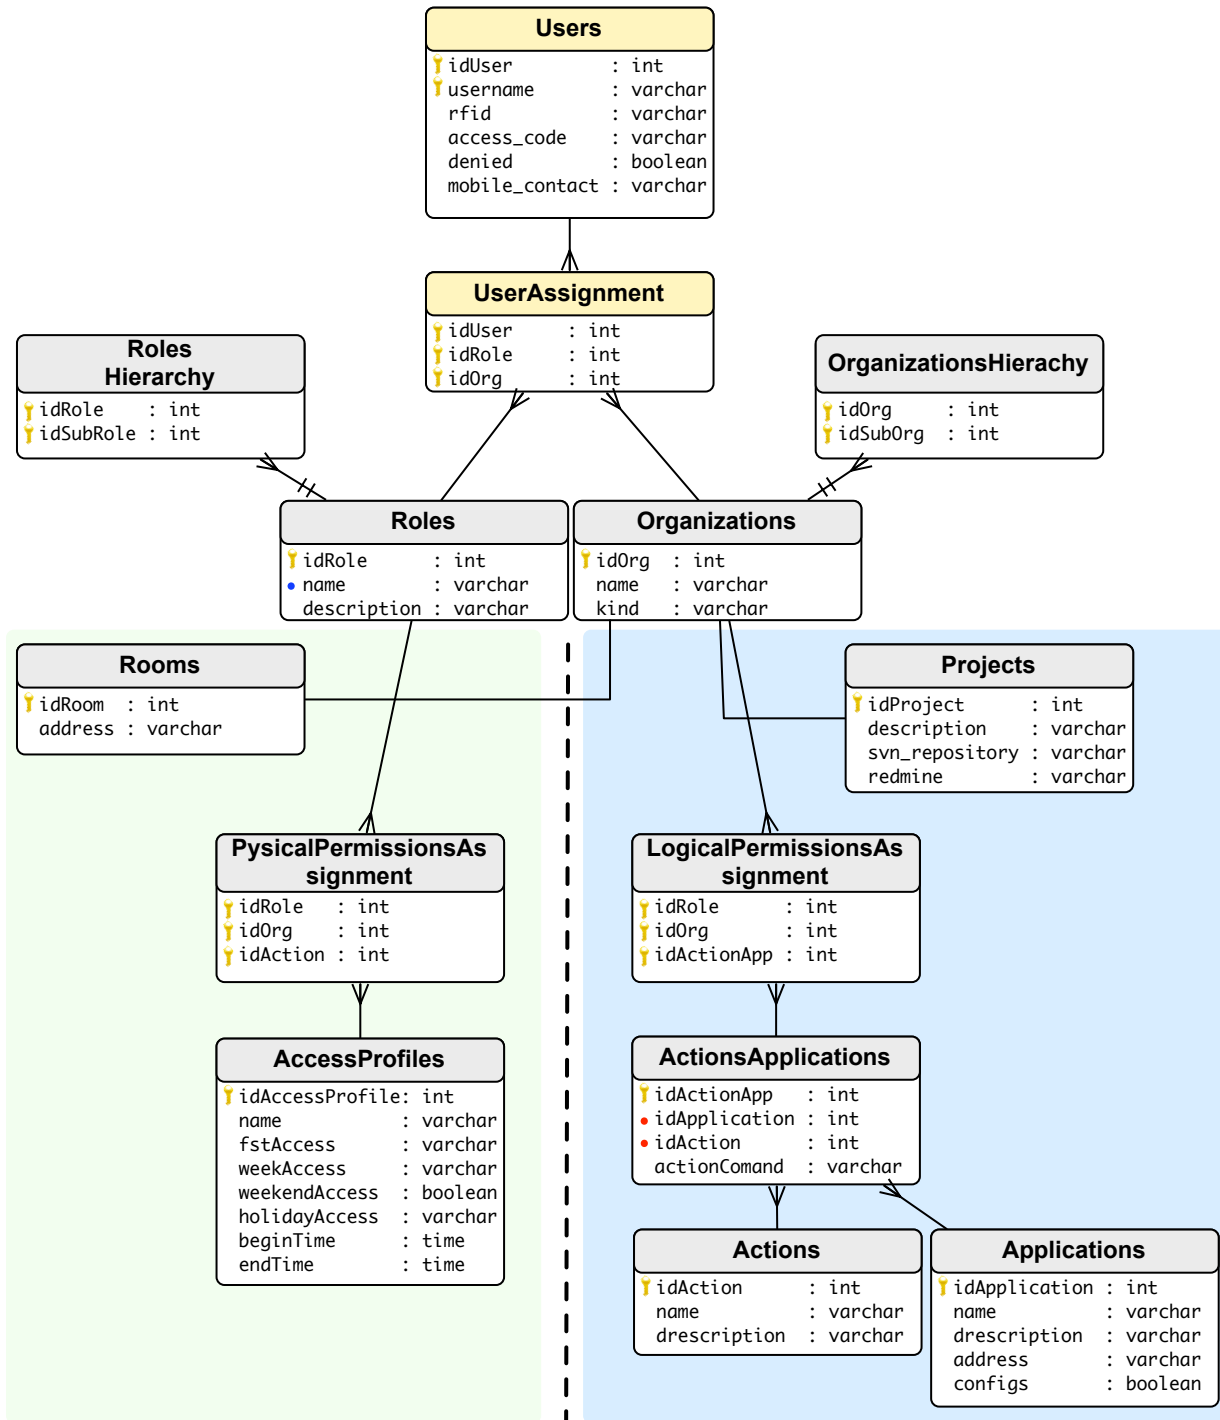 Users
idUser : int
username : varchar
rfid : varchar
access_code : varchar
denied : boolean
mobile_contact : varchar
UserAssignment
idUser : int
idRole : int
idOrg : int
Roles
Hierarchy
idRole : int
idSubRole : int
OrganizationsHierachy
idOrg : int
idSubOrg : int
Roles
idRole : int
name : varchar
description : varchar
Organizations
idOrg : int
name : varchar
kind : varchar
Rooms
idRoom : int
address : varchar
Projects
idProject : int
description : varchar
svn_repository : varchar
redmine : varchar
PysicalPermissionsAs
signment
idRole : int
idOrg : int
idAction : int
LogicalPermissionsAs
signment
idRole : int
idOrg : int
idActionApp : int
AccessProfiles
idAccessProfile: int
name : varchar
fstAccess : varchar
weekAccess : varchar
weekendAccess : boolean
holidayAccess : varchar
beginTime : time
endTime : time
ActionsApplications
idActionApp : int
idApplication : int
idAction : int
actionComand : varchar
Actions
idAction : int
name : varchar
drescription : varchar
Applications
idApplication : int
name : varchar
drescription : varchar
address : varchar
configs : boolean